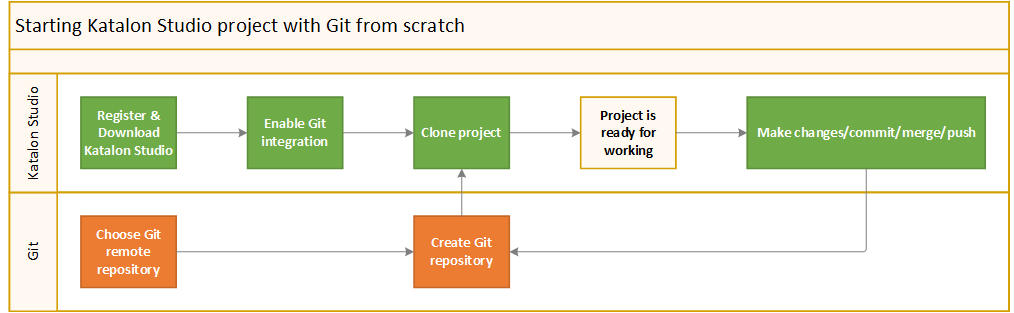 Starting Katalon Studio project with Git from scratch
Katalon Studio
Register &
Download
Katalon Studio
Enable Git
integration
Clone project
Project is
ready for
working
Make changes/commit/merge/push
Git
Choose Git
remote
repository
Create Git
repository